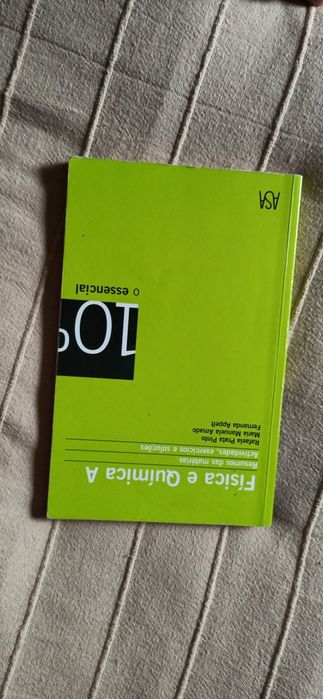 Física e Química A
Resumos das matérias
Actividades, exercícios e soluções
Rafaela Prata Pinto
Maria Manuela Amado
Fernanda Appelt
10º
o essencial
ASA